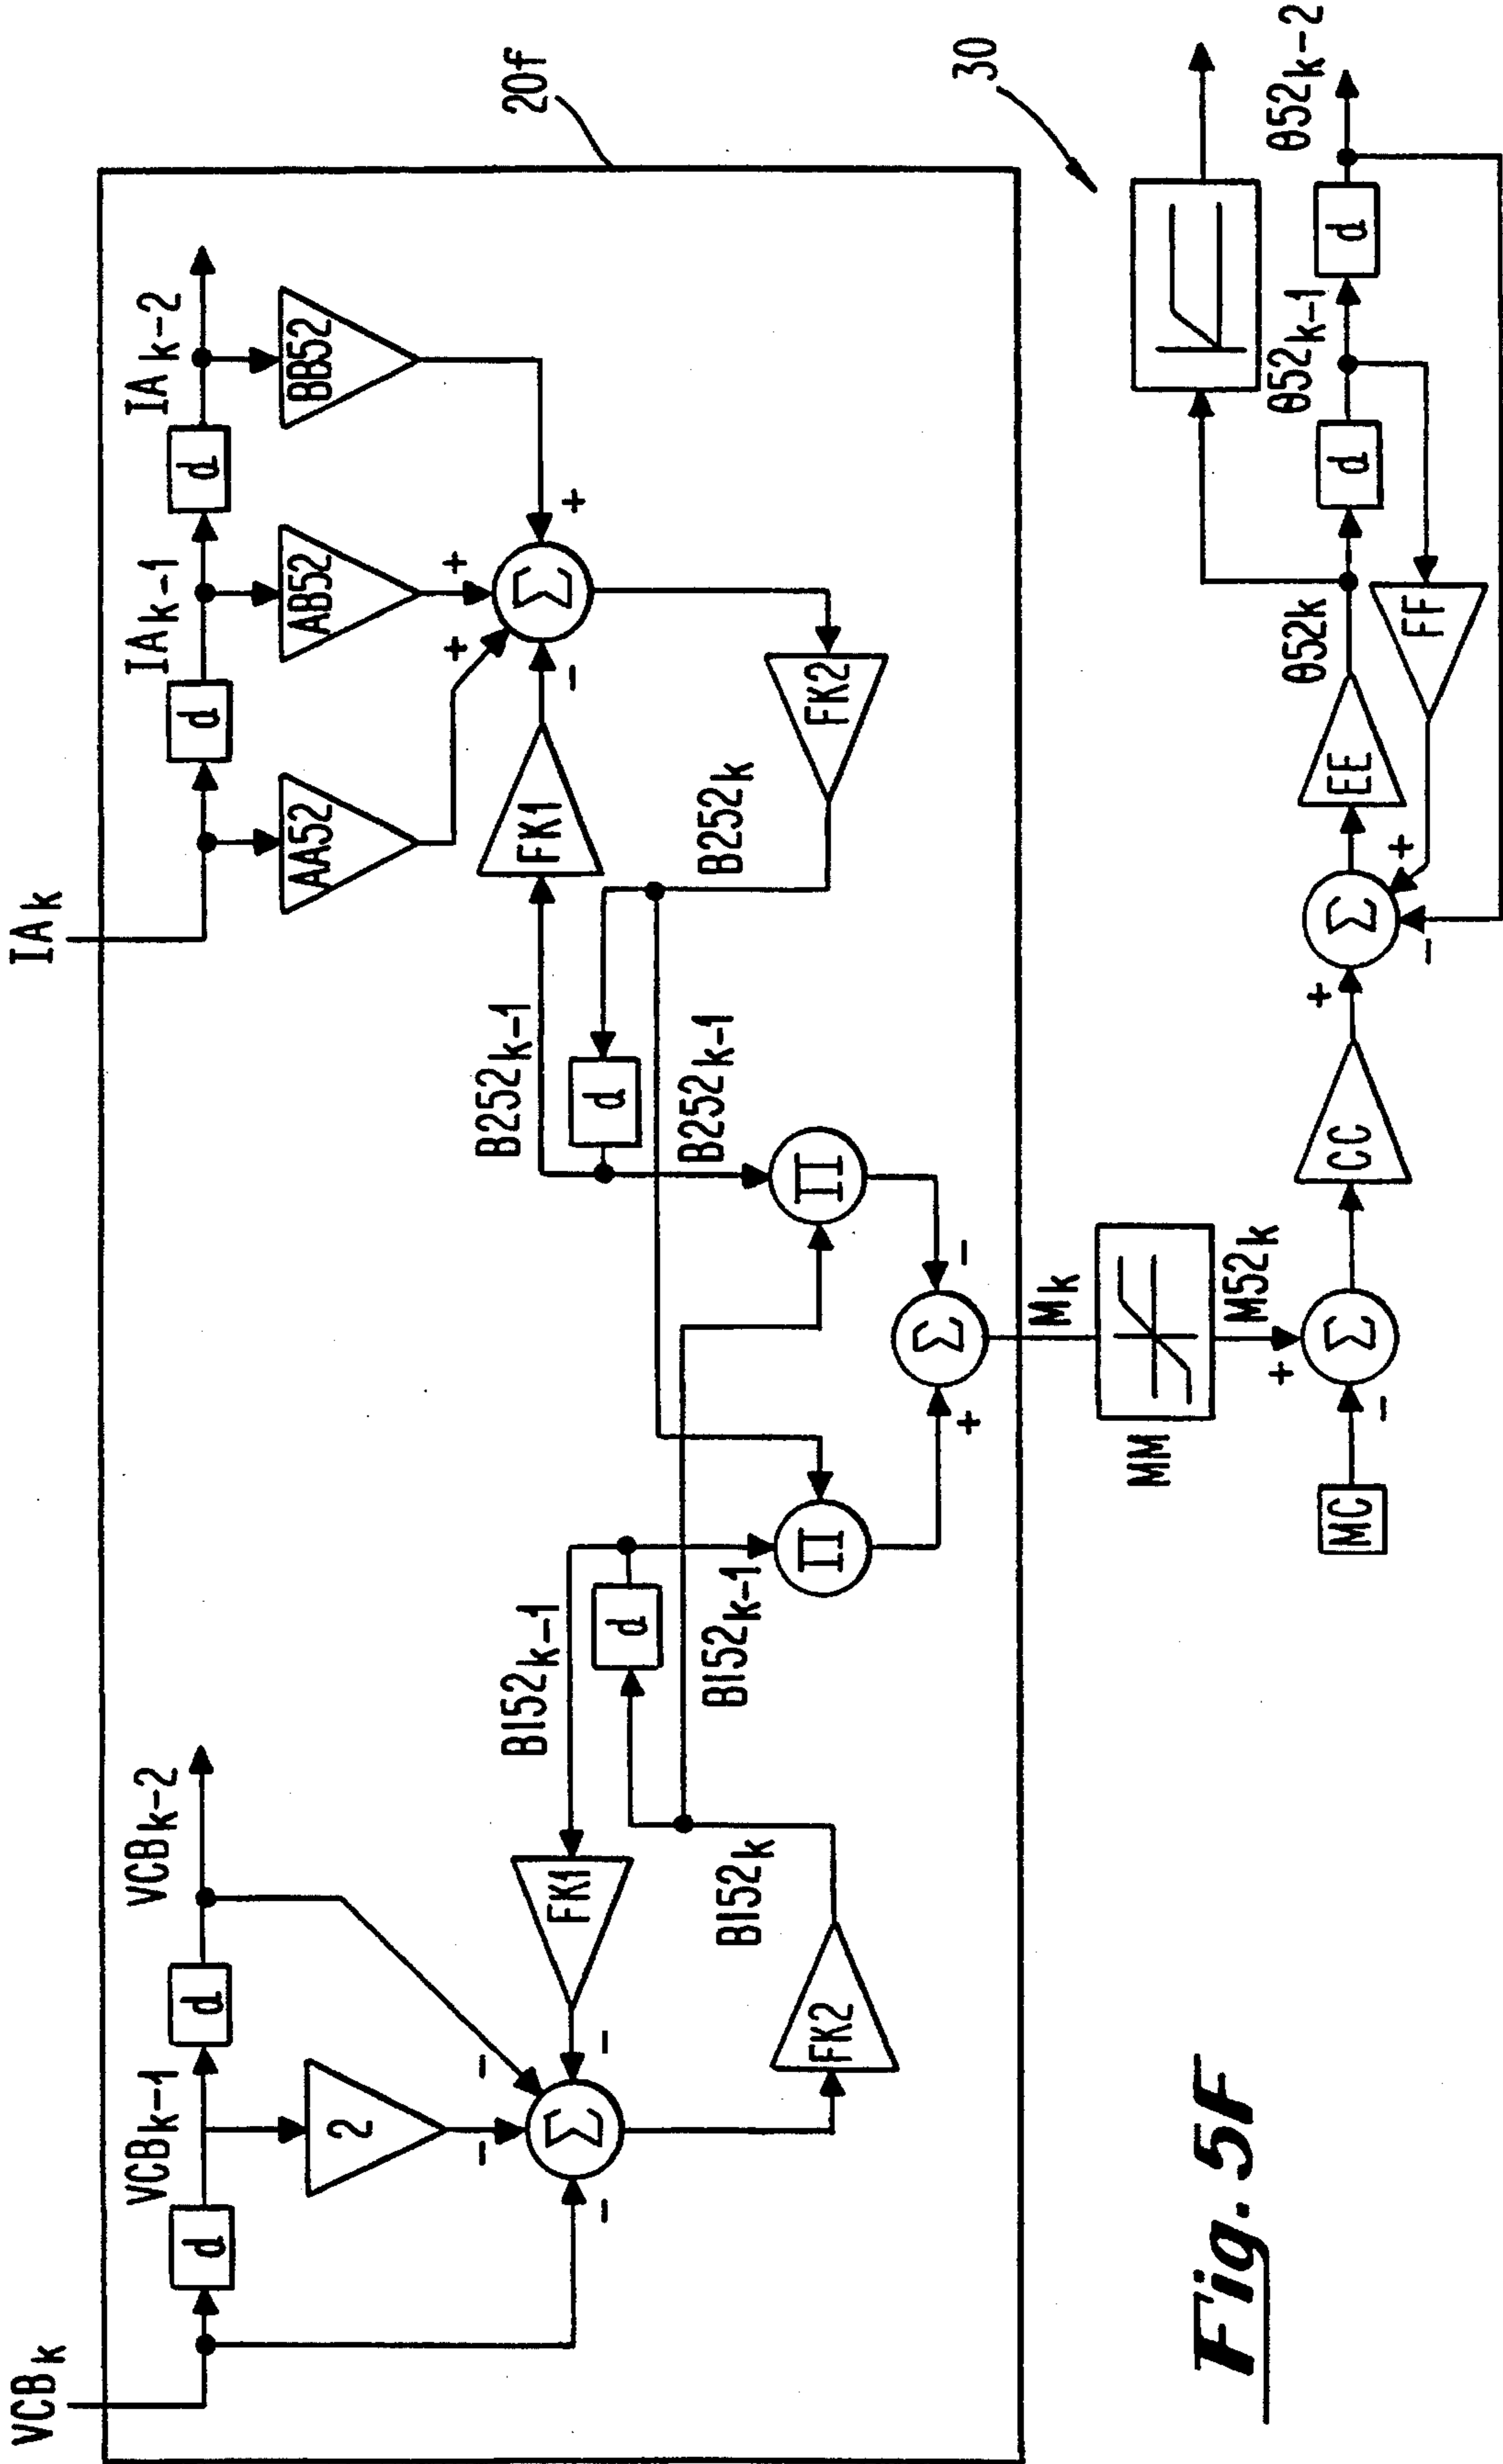 VCBk
IAk
20f
VCBk-1
VCBk-2
IAk-1
IAk-2
d
d
d
d
2
AA52
AB52
BB52
-
-
-
-
Σ
FK1
BI52k-1
B252k-1
FK1
-
+
+
+
Σ
d
d
BI52k
FK2
BI52k-1
B252k-1
B252k
FK2
Π
Π
+
-
Σ
Mk
MM
M52k
30
MC
-
+
Σ
CC
+
Σ
+
-
EE
θ52k
d
θ52k-1
d
θ52k-2
FF
Fig. 5F